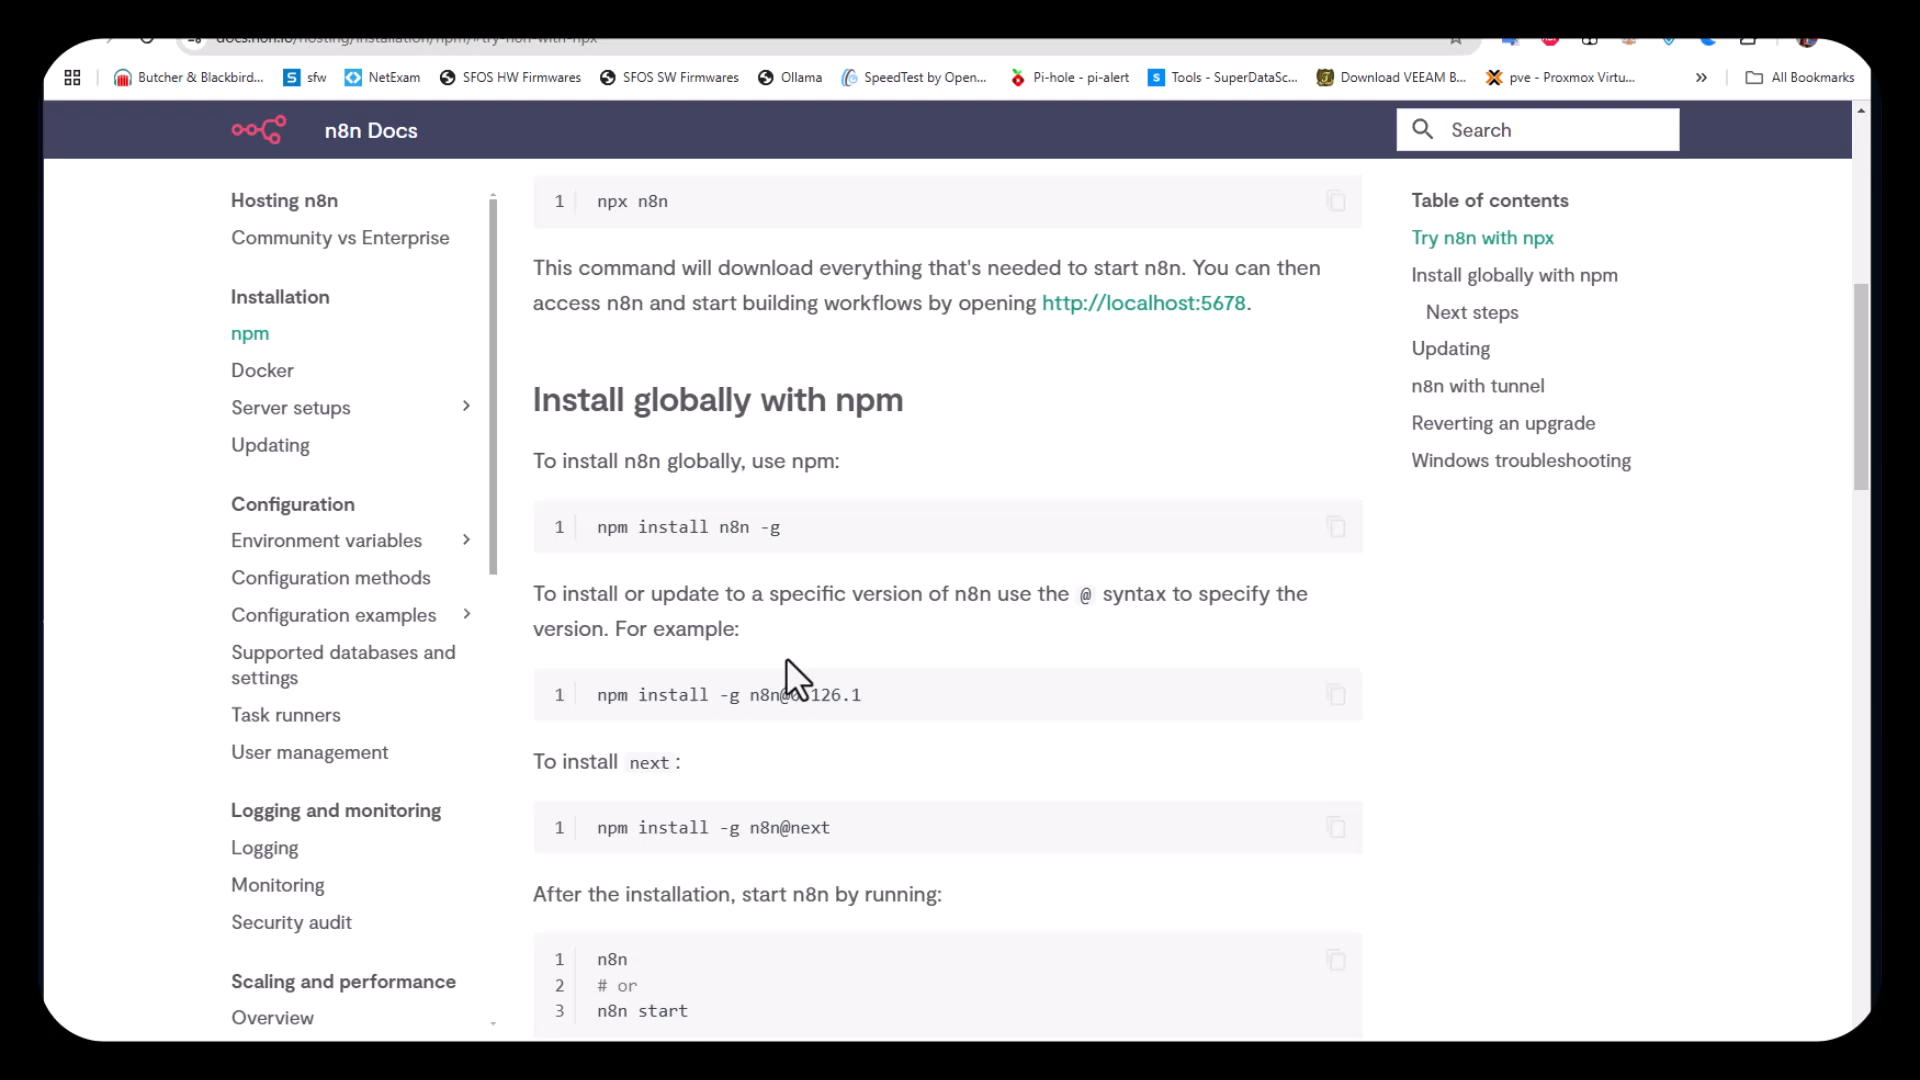 Butcher & Blackbird...
sfw
NetExam
SFOS HW Firmwares
SFOS SW Firmwares
Ollama
SpeedTest by Open...
Pi-hole - pi-alert
Tools - SuperDataSc...
Download VEEAM B...
pve - Proxmox Virtu...
»
All Bookmarks
n8n Docs
Search
Hosting n8n
Community vs Enterprise
Installation
npm
Docker
Server setups
Updating
Configuration
Environment variables
Configuration methods
Configuration examples
Supported databases and
settings
Task runners
User management
Logging and monitoring
Logging
Monitoring
Security audit
Scaling and performance
Overview
1 npx n8n
This command will download everything that's needed to start n8n. You can then
access n8n and start building workflows by opening http://localhost:5678.
Install globally with npm
To install n8n globally, use npm:
1 npm install n8n -g
To install or update to a specific version of n8n use the @ syntax to specify the
version. For example:
1 npm install -g n8n@0.126.1
To install next :
1 npm install -g n8n@next
After the installation, start n8n by running:
1 n8n
2 # or
3 n8n start
Table of contents
Try n8n with npx
Install globally with npm
Next steps
Updating
n8n with tunnel
Reverting an upgrade
Windows troubleshooting